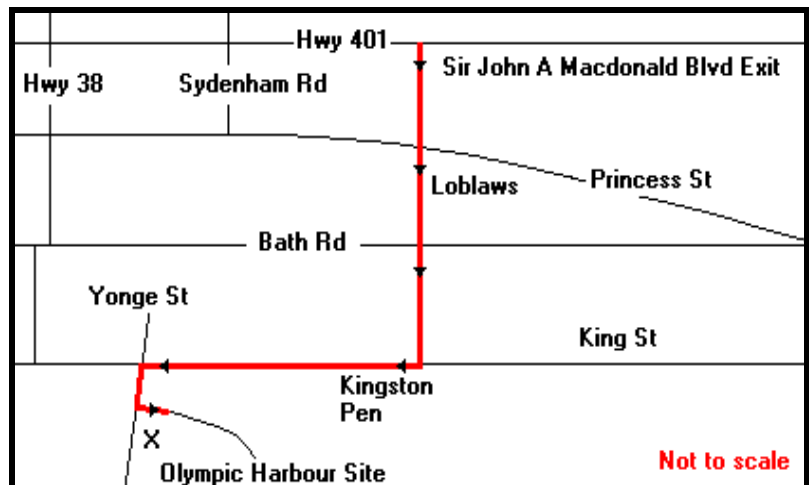 Hwy 401
Sir John A Macdonald Blvd Exit
Hwy 38
Sydenham Rd
Loblaws
Princess St
Bath Rd
Yonge St
King St
Kingston
Pen
X
Olympic Harbour Site
Not to scale